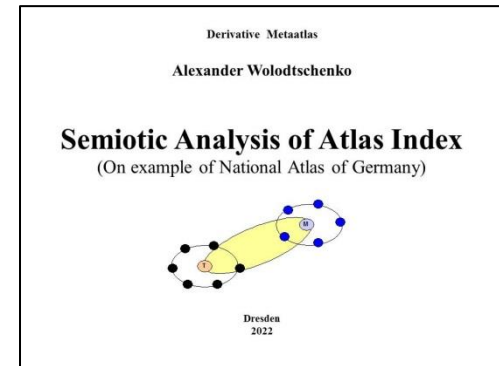 Derivative Metaatlas
Alexander Wolodtschenko
Semiotic Analysis of Atlas Index
(On example of National Atlas of Germany)
M
T
Dresden
2022